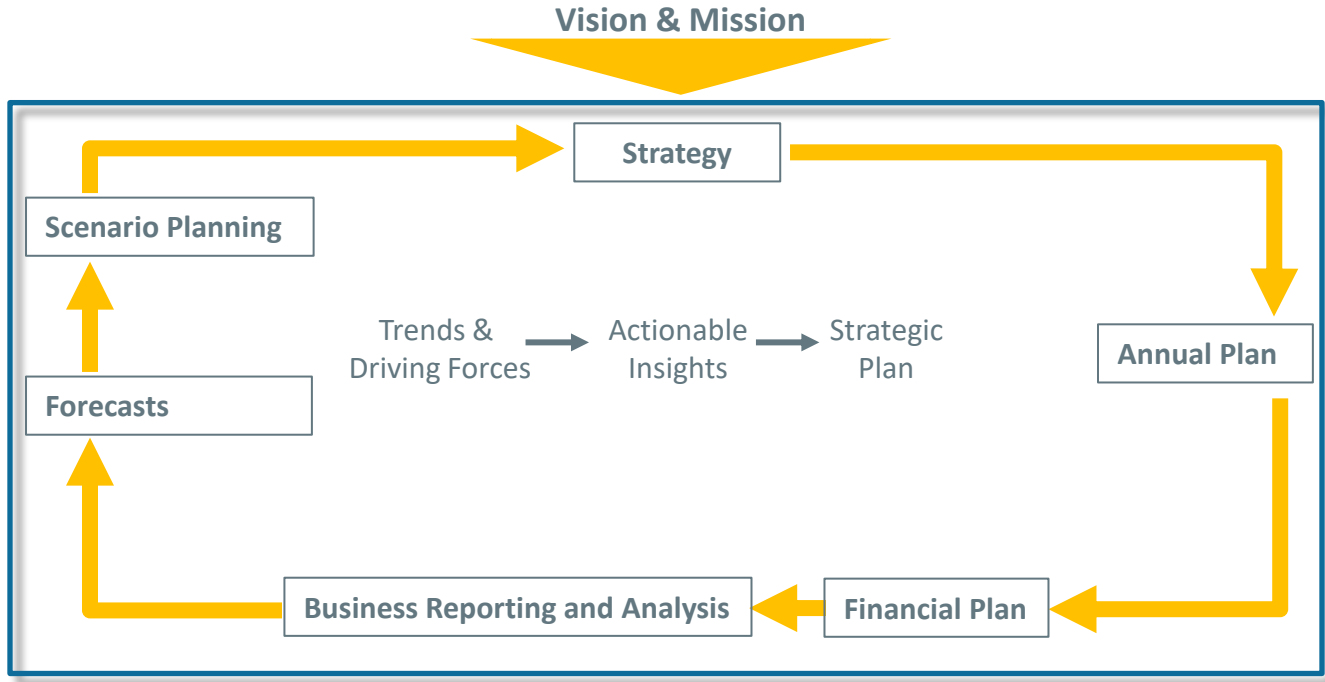 Vision & Mission
Strategy
Scenario Planning
Trends &
Driving Forces
Actionable
Insights
Strategic
Plan
Annual Plan
Forecasts
Business Reporting and Analysis
Financial Plan